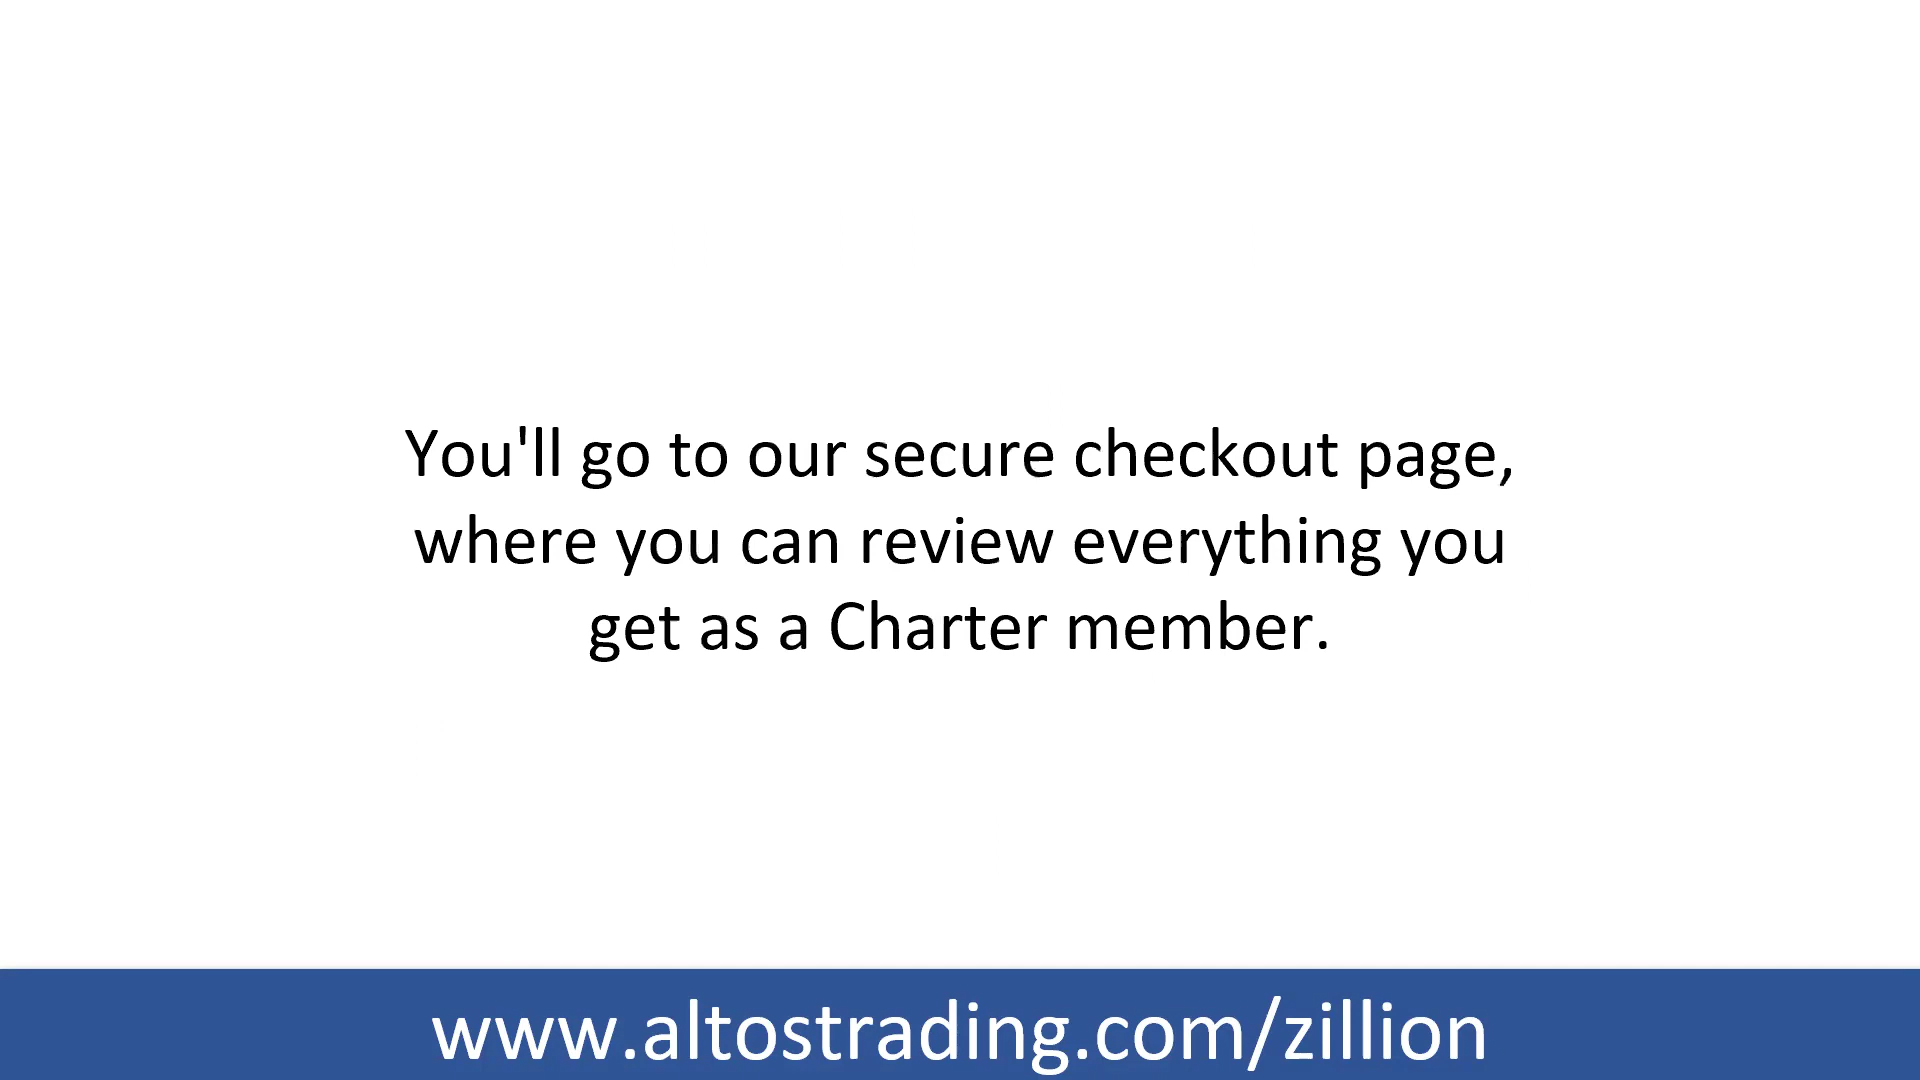 You'll go to our secure checkout page,
where you can review everything you
get as a Charter member.
www.altostrading.com/zillion